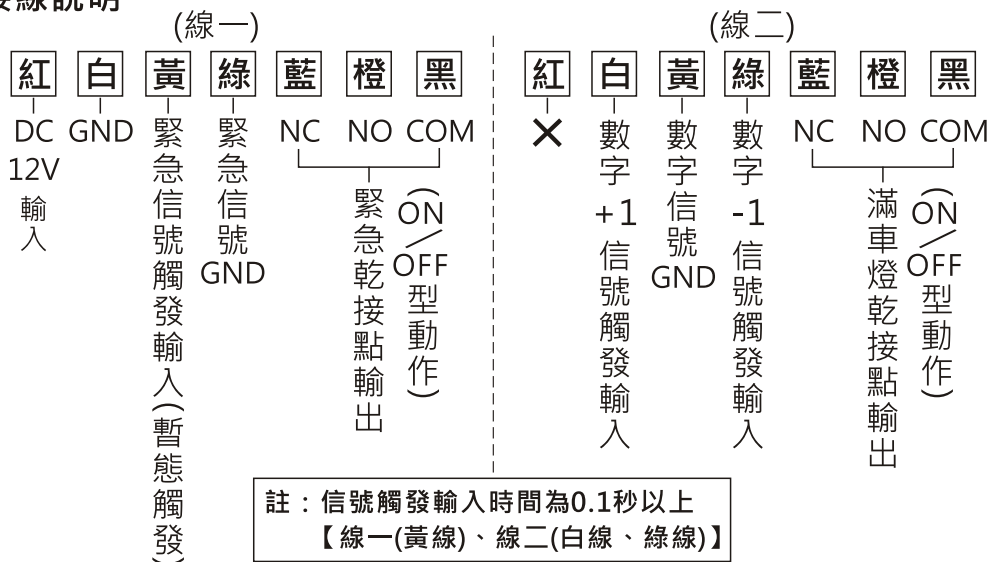 接線說明
(線一)
紅 白 黃 綠 藍 橙 黑
DC 12V 輸入
GND
緊急信號觸發輸入(暫態觸發)
緊急信號GND
NC NO COM
緊急乾接點輸出
(ON/OFF型動作)
(線二)
紅 白 黃 綠 藍 橙 黑
✕
數字+1信號觸發輸入
數字信號GND
數字-1信號觸發輸入
NC NO COM
滿車燈乾接點輸出
(ON/OFF型動作)
註：信號觸發輸入時間為0.1秒以上
【線一(黃線)、線二(白線、綠線)】